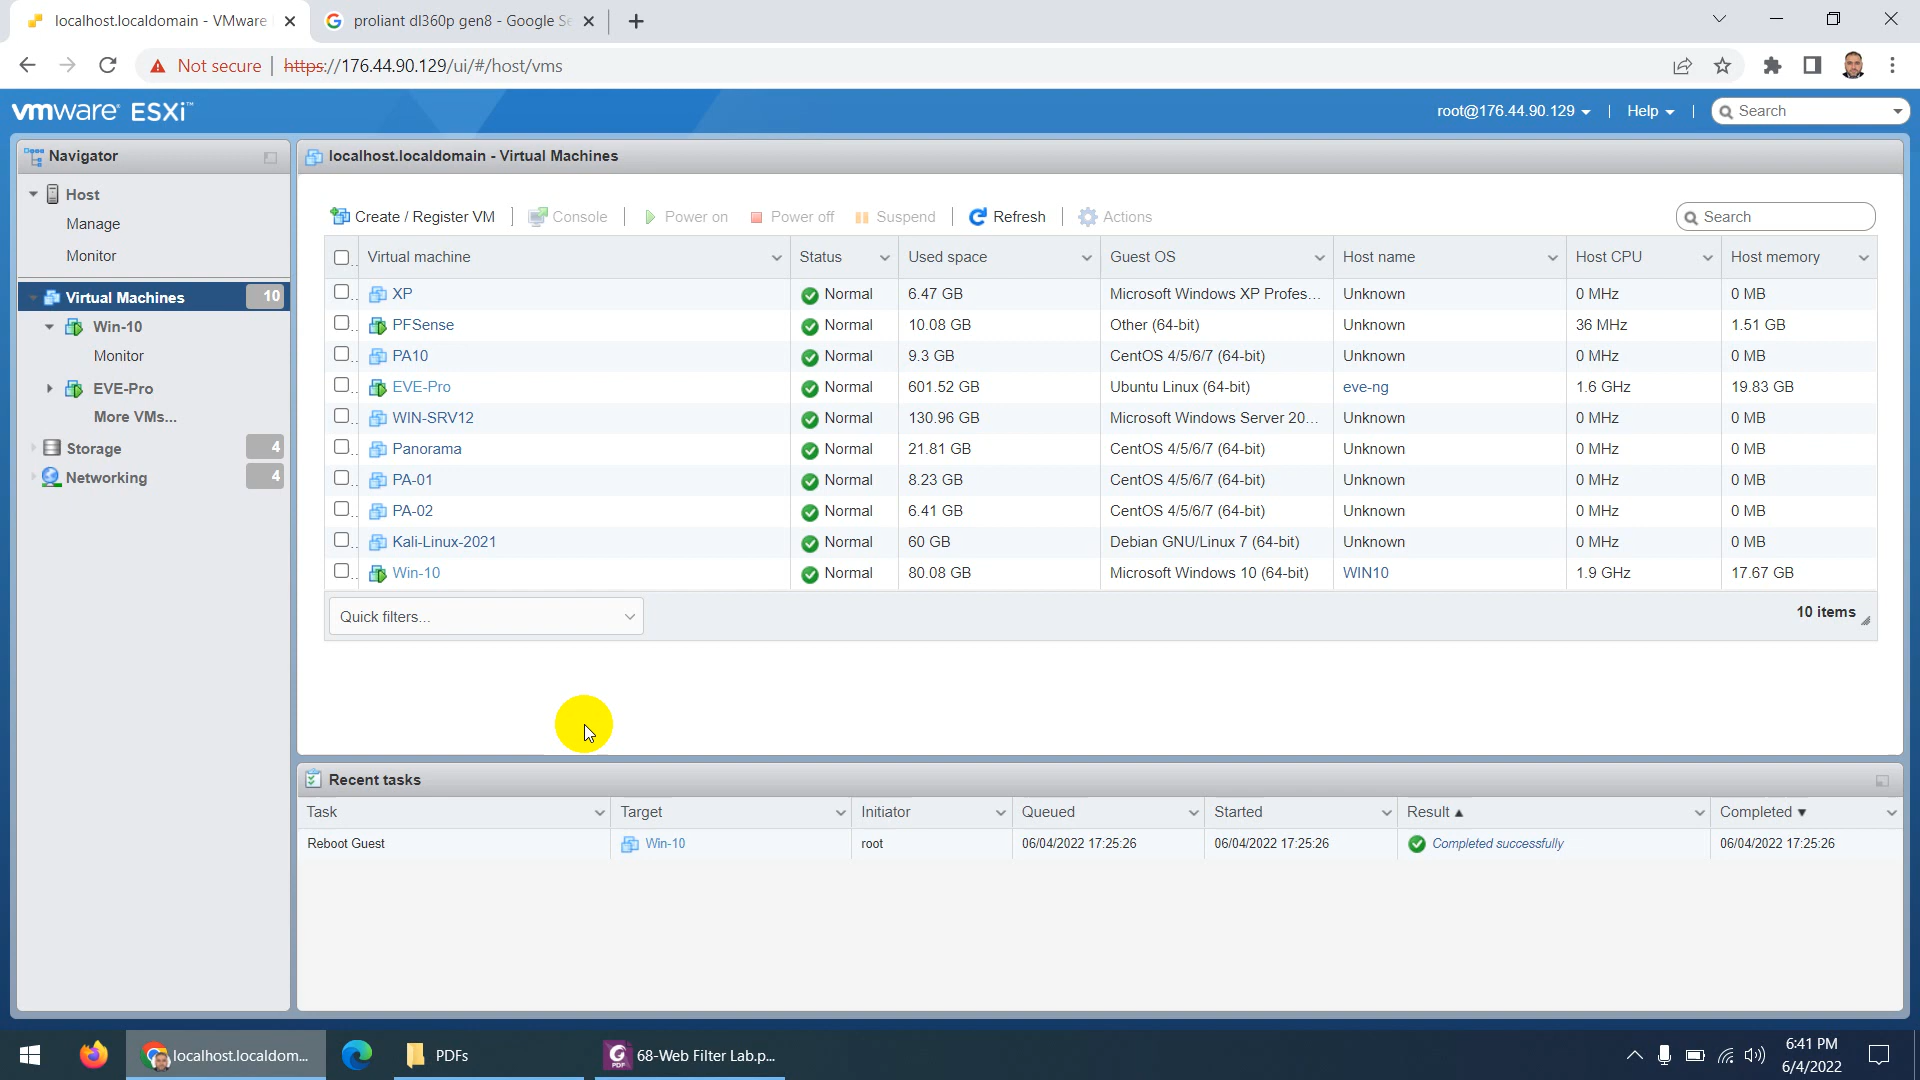 localhost.localdomain - VMware
proliant dl360p gen8 - Google Se
Not secure
https://176.44.90.129/ui/#/host/vms
vmware ESXi™
root@176.44.90.129
Help
Search
Navigator
localhost.localdomain - Virtual Machines
Host
Manage
Monitor
Virtual Machines 10
Win-10
Monitor
EVE-Pro
More VMs...
Storage 4
Networking 4
Create / Register VM
Console
Power on
Power off
Suspend
Refresh
Actions
Search
Virtual machine Status Used space Guest OS Host name Host CPU Host memory
XP Normal 6.47 GB Microsoft Windows XP Profes... Unknown 0 MHz 0 MB
PFSense Normal 10.08 GB Other (64-bit) Unknown 36 MHz 1.51 GB
PA10 Normal 9.3 GB CentOS 4/5/6/7 (64-bit) Unknown 0 MHz 0 MB
EVE-Pro Normal 601.52 GB Ubuntu Linux (64-bit) eve-ng 1.6 GHz 19.83 GB
WIN-SRV12 Normal 130.96 GB Microsoft Windows Server 20... Unknown 0 MHz 0 MB
Panorama Normal 21.81 GB CentOS 4/5/6/7 (64-bit) Unknown 0 MHz 0 MB
PA-01 Normal 8.23 GB CentOS 4/5/6/7 (64-bit) Unknown 0 MHz 0 MB
PA-02 Normal 6.41 GB CentOS 4/5/6/7 (64-bit) Unknown 0 MHz 0 MB
Kali-Linux-2021 Normal 60 GB Debian GNU/Linux 7 (64-bit) Unknown 0 MHz 0 MB
Win-10 Normal 80.08 GB Microsoft Windows 10 (64-bit) WIN10 1.9 GHz 17.67 GB
Quick filters...
10 items
Recent tasks
Task Target Initiator Queued Started Result Completed
Reboot Guest Win-10 root 06/04/2022 17:25:26 06/04/2022 17:25:26 Completed successfully 06/04/2022 17:25:26
localhost.localdom...
PDFs
PDF
68-Web Filter Lab.p...
6:41 PM
6/4/2022